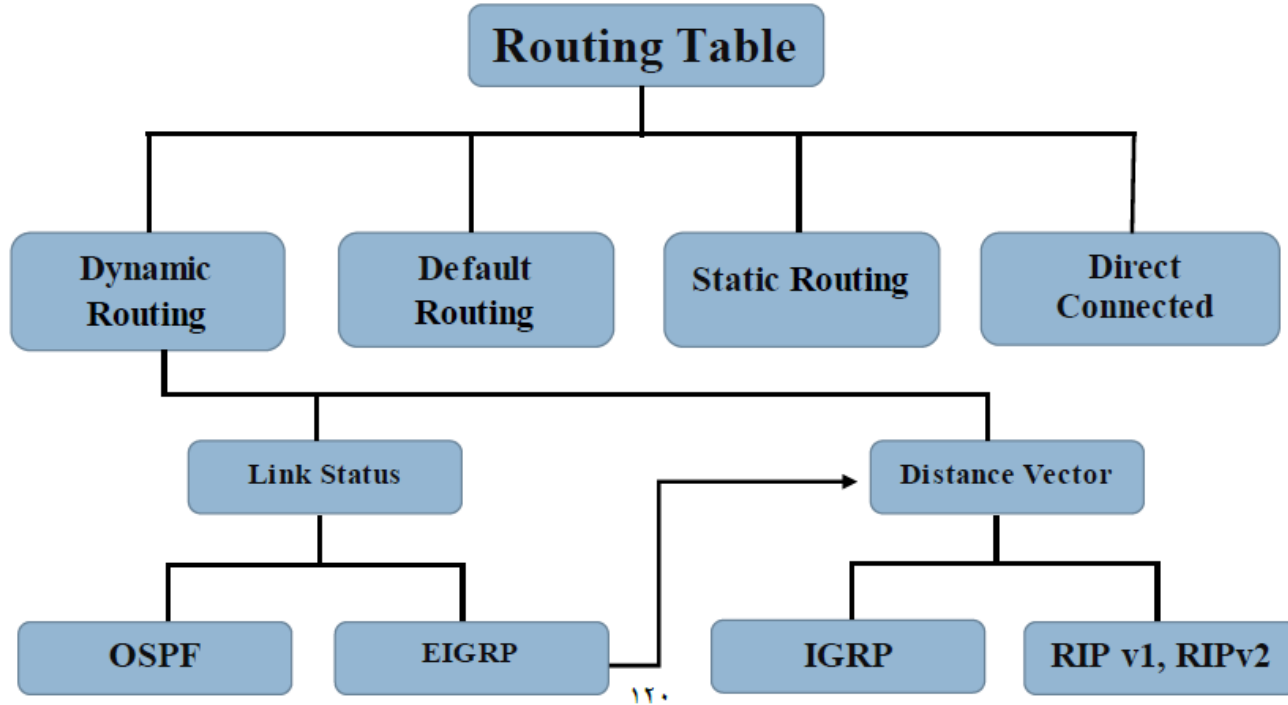 Routing Table
Dynamic
Routing
Default
Routing
Static Routing
Direct
Connected
Link Status
Distance Vector
OSPF
EIGRP
IGRP
RIP v1, RIPv2
١٢٠